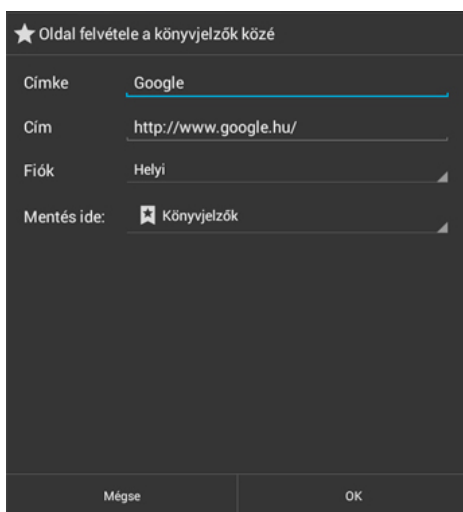 Oldal felvétele a könyvjelzők közé
Címke Google
Cím http://www.google.hu/
Fiók Helyi
Mentés ide: Könyvjelzők
Mégse OK